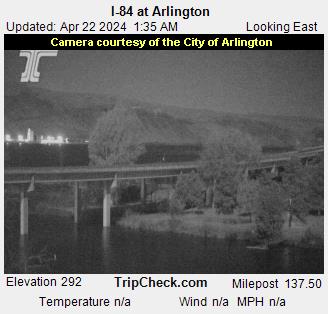 I-84 at Arlington
Updated: Apr 22 2024 1:35 AM Looking East
Camera courtesy of the City of Arlington
Elevation 292 TripCheck.com Milepost 137.50
Temperature n/a Wind n/a MPH n/a